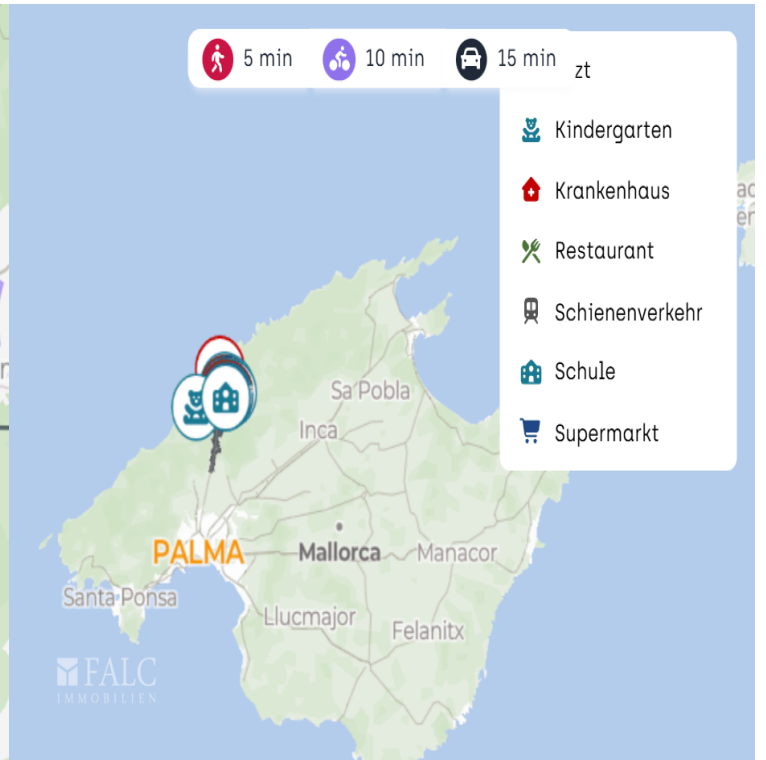 5 min
10 min
15 min
zt
Kindergarten
Krankenhaus
Restaurant
Schienenverkehr
Schule
Supermarkt
Sa Pobla
Inca
PALMA
Mallorca
Manacor
Santa Ponsa
Llucmajor
Felanitx
FALC
IMMOBILIEN